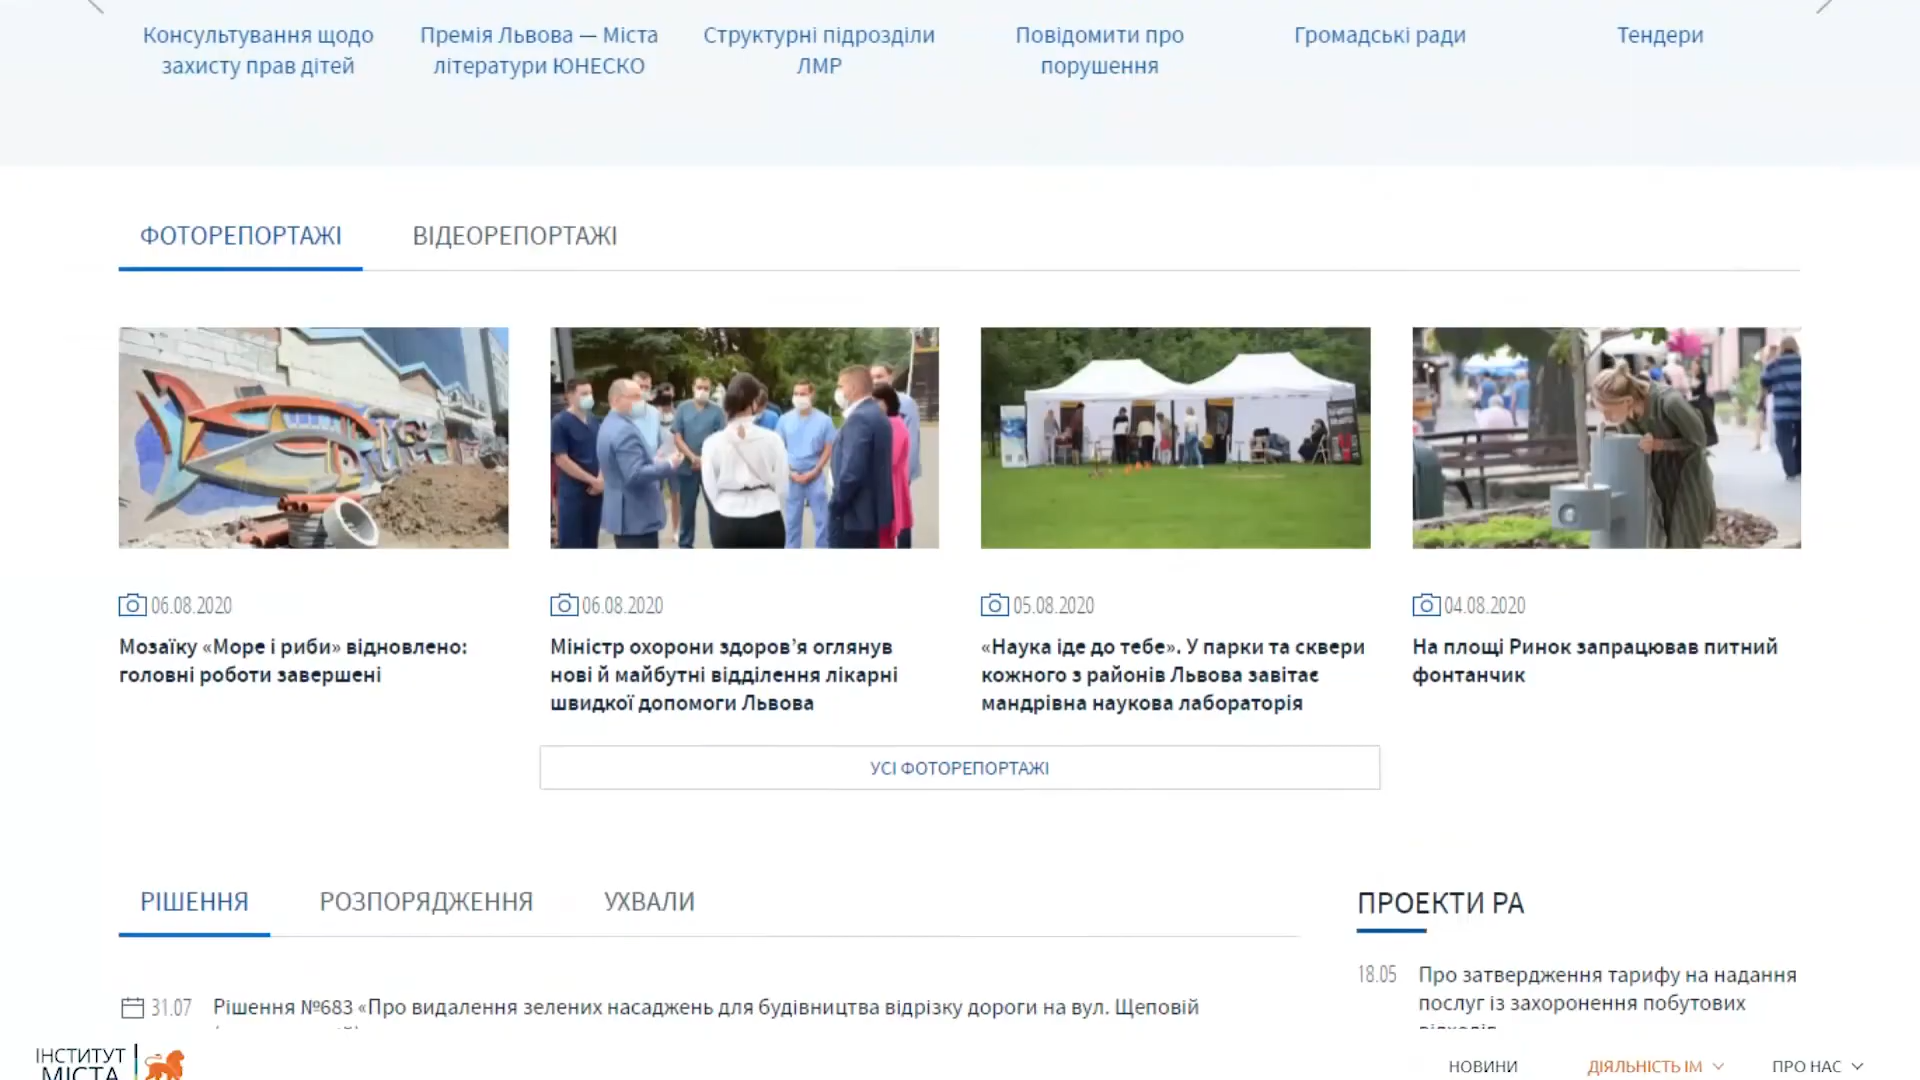 Консультування щодо
захисту прав дітей
Премія Львова — Міста
літератури ЮНЕСКО
Структурні підрозділи
ЛМР
Повідомити про
порушення
Громадські ради
Тендери
ФОТОРЕПОРТАЖІ
ВІДЕОРЕПОРТАЖІ
06.08.2020
Мозаїку «Море і риби» відновлено:
головні роботи завершені
06.08.2020
Міністр охорони здоров’я оглянув
нові й майбутні відділення лікарні
швидкої допомоги Львова
05.08.2020
«Наука іде до тебе». У парки та сквери
кожного з районів Львова завітає
мандрівна наукова лабораторія
04.08.2020
На площі Ринок запрацював питний
фонтанчик
УСІ ФОТОРЕПОРТАЖІ
РІШЕННЯ
РОЗПОРЯДЖЕННЯ
УХВАЛИ
31.07
Рішення №683 «Про видалення зелених насаджень для будівництва відрізку дороги на вул. Щеповій
ПРОЕКТИ РА
18.05
Про затвердження тарифу на надання
послуг із захоронення побутових
ІНСТИТУТ
МІСТА
НОВИНИ
ДІЯЛЬНІСТЬ ІМ
ПРО НАС